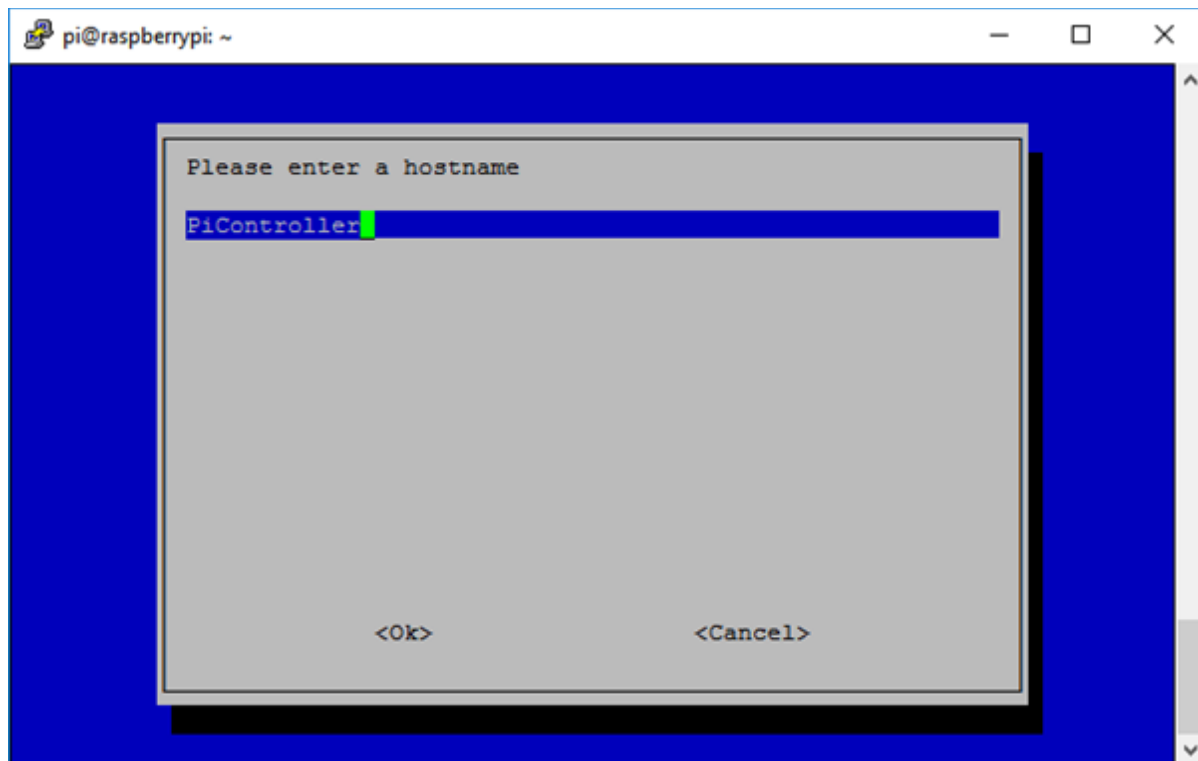 pi@raspberrypi: ~
Please enter a hostname
PiController
<Ok> <Cancel>